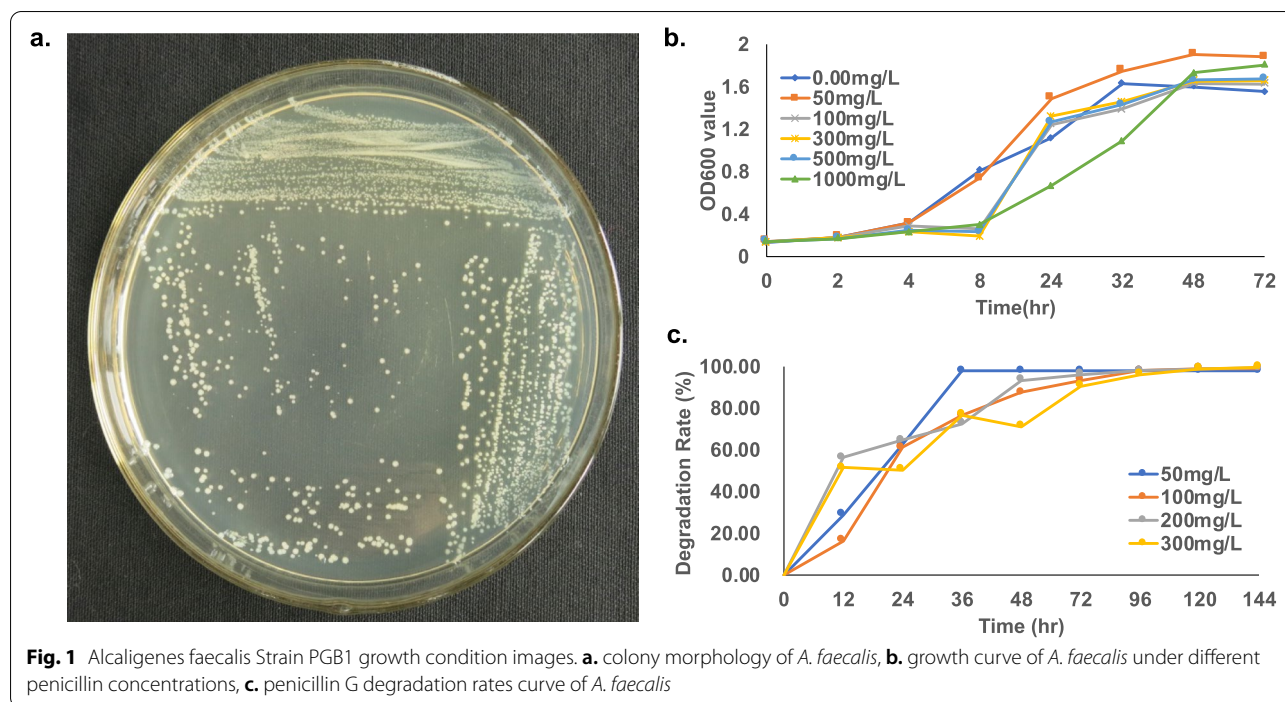 a.
b.
2
1.6
1.2
0.8
0.4
0
OD600 value
0.00mg/L
50mg/L
100mg/L
300mg/L
500mg/L
1000mg/L
0 2 4 8 24 32 48 72
Time(hr)
c.
100.00
80.00
60.00
40.00
20.00
0.00
Degradation Rate (%)
50mg/L
100mg/L
200mg/L
300mg/L
0 12 24 36 48 72 96 120 144
Time (hr)
Fig. 1 Alcaligenes faecalis Strain PGB1 growth condition images. a. colony morphology of A. faecalis, b. growth curve of A. faecalis under different
penicillin concentrations, c. penicillin G degradation rates curve of A. faecalis